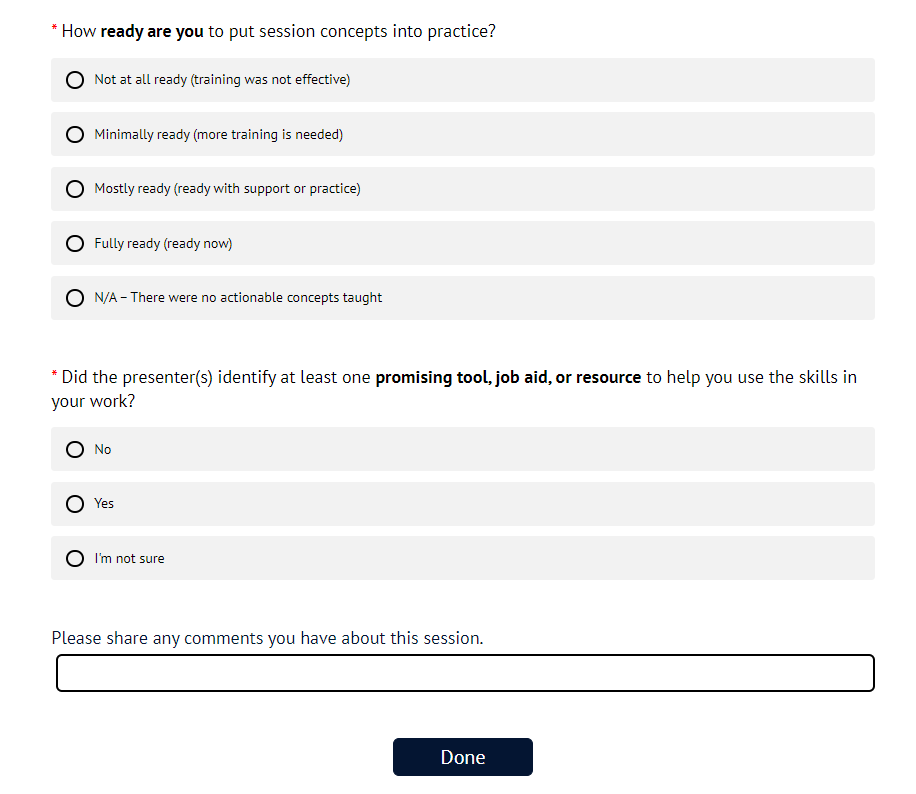 * How ready are you to put session concepts into practice?
Not at all ready (training was not effective)
Minimally ready (more training is needed)
Mostly ready (ready with support or practice)
Fully ready (ready now)
N/A – There were no actionable concepts taught
* Did the presenter(s) identify at least one promising tool, job aid, or resource to help you use the skills in
your work?
No
Yes
I'm not sure
Please share any comments you have about this session.
Done